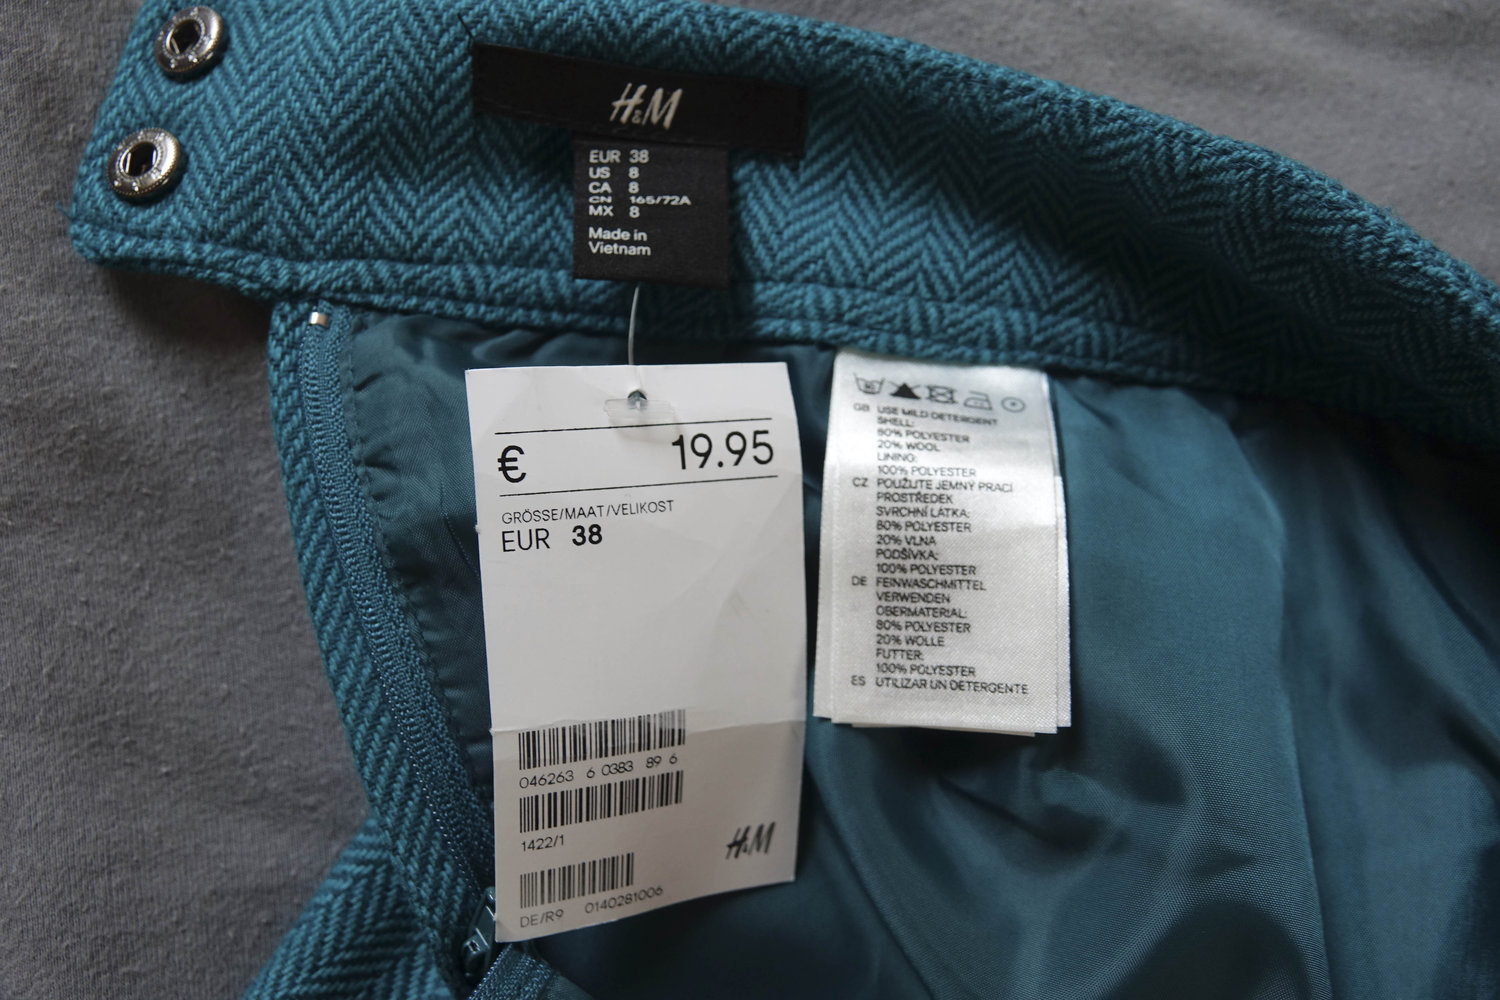 H&M
EUR 38
US 8
CA 8
CN 165/72A
MX 8
Made in
Vietnam
€ 19.95
GRÖSSE/MAAT/VELIKOST
EUR 38
046263 6 0383 89 6
1422/1
H&M
DE/R9 0140281006
GB USE MILD DETERGENT
SHELL:
80% POLYESTER
20% WOOL
LINING:
100% POLYESTER
CZ POUŽIJTE JEMNÝ PRACÍ
PROSTŘEDEK
SVRCHNÍ LÁTKA:
80% POLYESTER
20% VLNA
PODŠÍVKA:
100% POLYESTER
DE FEINWASCHMITTEL
VERWENDEN
OBERMATERIAL:
80% POLYESTER
20% WOLLE
FUTTER:
100% POLYESTER
ES UTILIZAR UN DETERGENTE